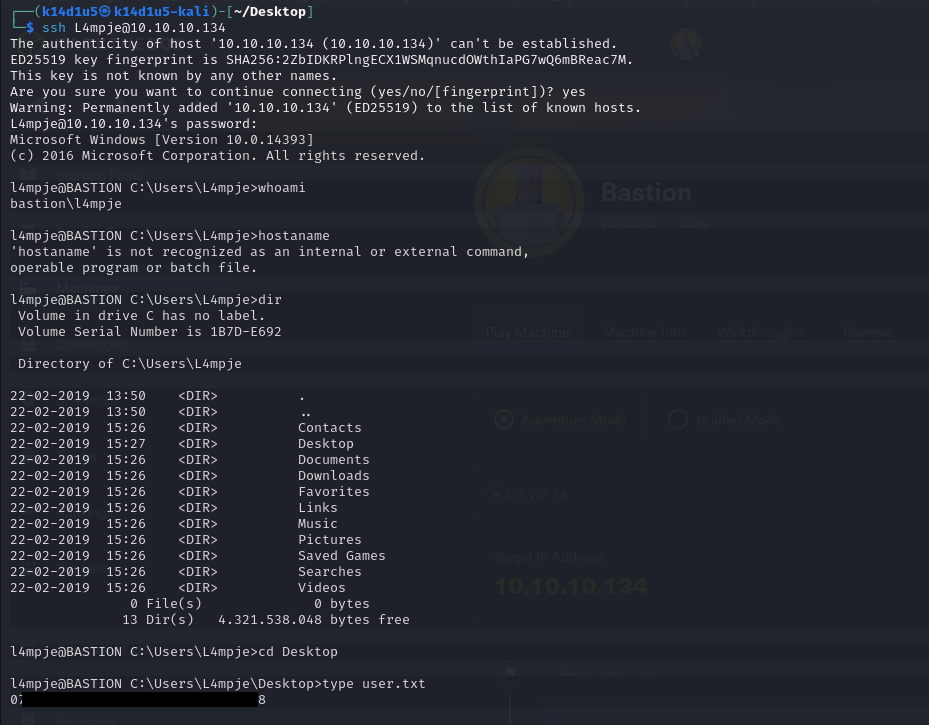 ┌──(k14d1u5㉿k14d1u5-kali)-[~/Desktop]
└─$ ssh L4mpje@10.10.10.134
The authenticity of host '10.10.10.134 (10.10.10.134)' can't be established.
ED25519 key fingerprint is SHA256:2ZbIDKRPlngECX1WSMqnucdOWthIaPG7wQ6mBReac7M.
This key is not known by any other names.
Are you sure you want to continue connecting (yes/no/[fingerprint])? yes
Warning: Permanently added '10.10.10.134' (ED25519) to the list of known hosts.
L4mpje@10.10.10.134's password:
Microsoft Windows [Version 10.0.14393]
(c) 2016 Microsoft Corporation. All rights reserved.
Starting Point
l4mpje@BASTION C:\Users\L4mpje>whoami
bastion\l4mpje
Bastion
Windows · Easy
l4mpje@BASTION C:\Users\L4mpje>hostaname
'hostaname' is not recognized as an internal or external command,
operable program or batch file.
Machines
l4mpje@BASTION C:\Users\L4mpje>dir
 Volume in drive C has no label.
 Volume Serial Number is 1B7D-E692
Play Machine Machine Info Walkthroughs Reviews
Challenges
 Directory of C:\Users\L4mpje
22-02-2019  13:50    <DIR>          .
22-02-2019  13:50    <DIR>          ..
22-02-2019  15:26    <DIR>          Contacts
22-02-2019  15:27    <DIR>          Desktop
22-02-2019  15:26    <DIR>          Documents
22-02-2019  15:26    <DIR>          Downloads
22-02-2019  15:26    <DIR>          Favorites
22-02-2019  15:26    <DIR>          Links
22-02-2019  15:26    <DIR>          Music
22-02-2019  15:26    <DIR>          Pictures
22-02-2019  15:26    <DIR>          Saved Games
22-02-2019  15:26    <DIR>          Searches
22-02-2019  15:26    <DIR>          Videos
               0 File(s)              0 bytes
              13 Dir(s)   4.321.538.048 bytes free
Adventure Mode Guided Mode
EU VIP 15
Target IP Address
10.10.10.134
l4mpje@BASTION C:\Users\L4mpje>cd Desktop
l4mpje@BASTION C:\Users\L4mpje\Desktop>type user.txt
07 8
Academy